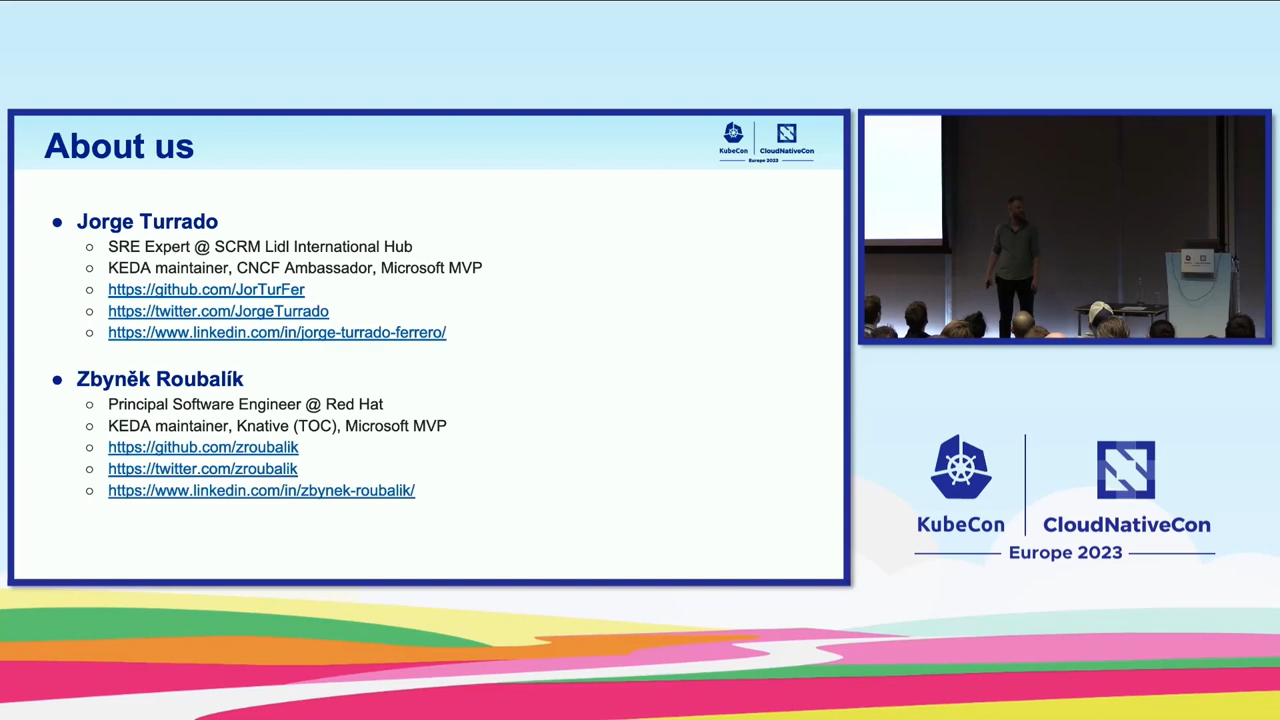 About us
KubeCon
CloudNativeCon
Europe 2023
Jorge Turrado
SRE Expert @ SCRM Lidl International Hub
KEDA maintainer, CNCF Ambassador, Microsoft MVP
https://github.com/JorTurFer
https://twitter.com/JorgeTurrado
https://www.linkedin.com/in/jorge-turrado-ferrero/
Zbyněk Roubalík
Principal Software Engineer @ Red Hat
KEDA maintainer, Knative (TOC), Microsoft MVP
https://github.com/zroubalik
https://twitter.com/zroubalik
https://www.linkedin.com/in/zbynek-roubalik/
KubeCon
CloudNativeCon
Europe 2023